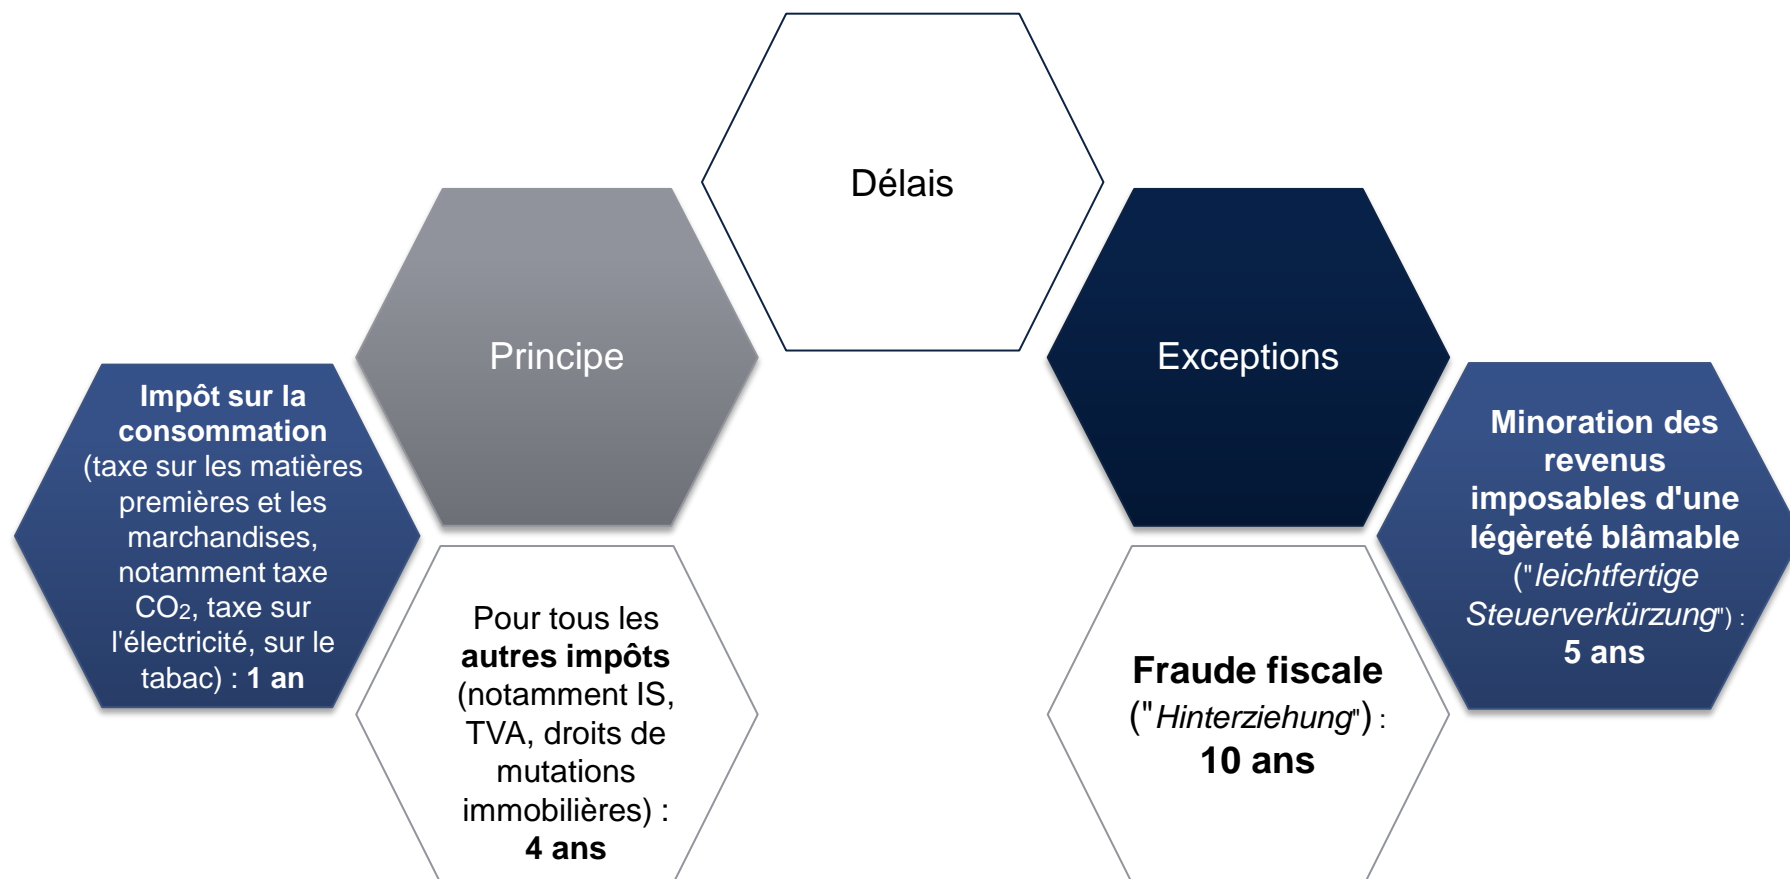 Délais
Principe
Exceptions
Impôt sur la
consommation
(taxe sur les matières
premières et les
marchandises,
notamment taxe
CO₂, taxe sur
l'électricité, sur le
tabac) : 1 an
Pour tous les
autres impôts
(notamment IS,
TVA, droits de
mutations
immobilières) :
4 ans
Fraude fiscale
("Hinterziehung") :
10 ans
Minoration des
revenus
imposables d'une
légèreté blâmable
("leichtfertige
Steuerverkürzung") :
5 ans